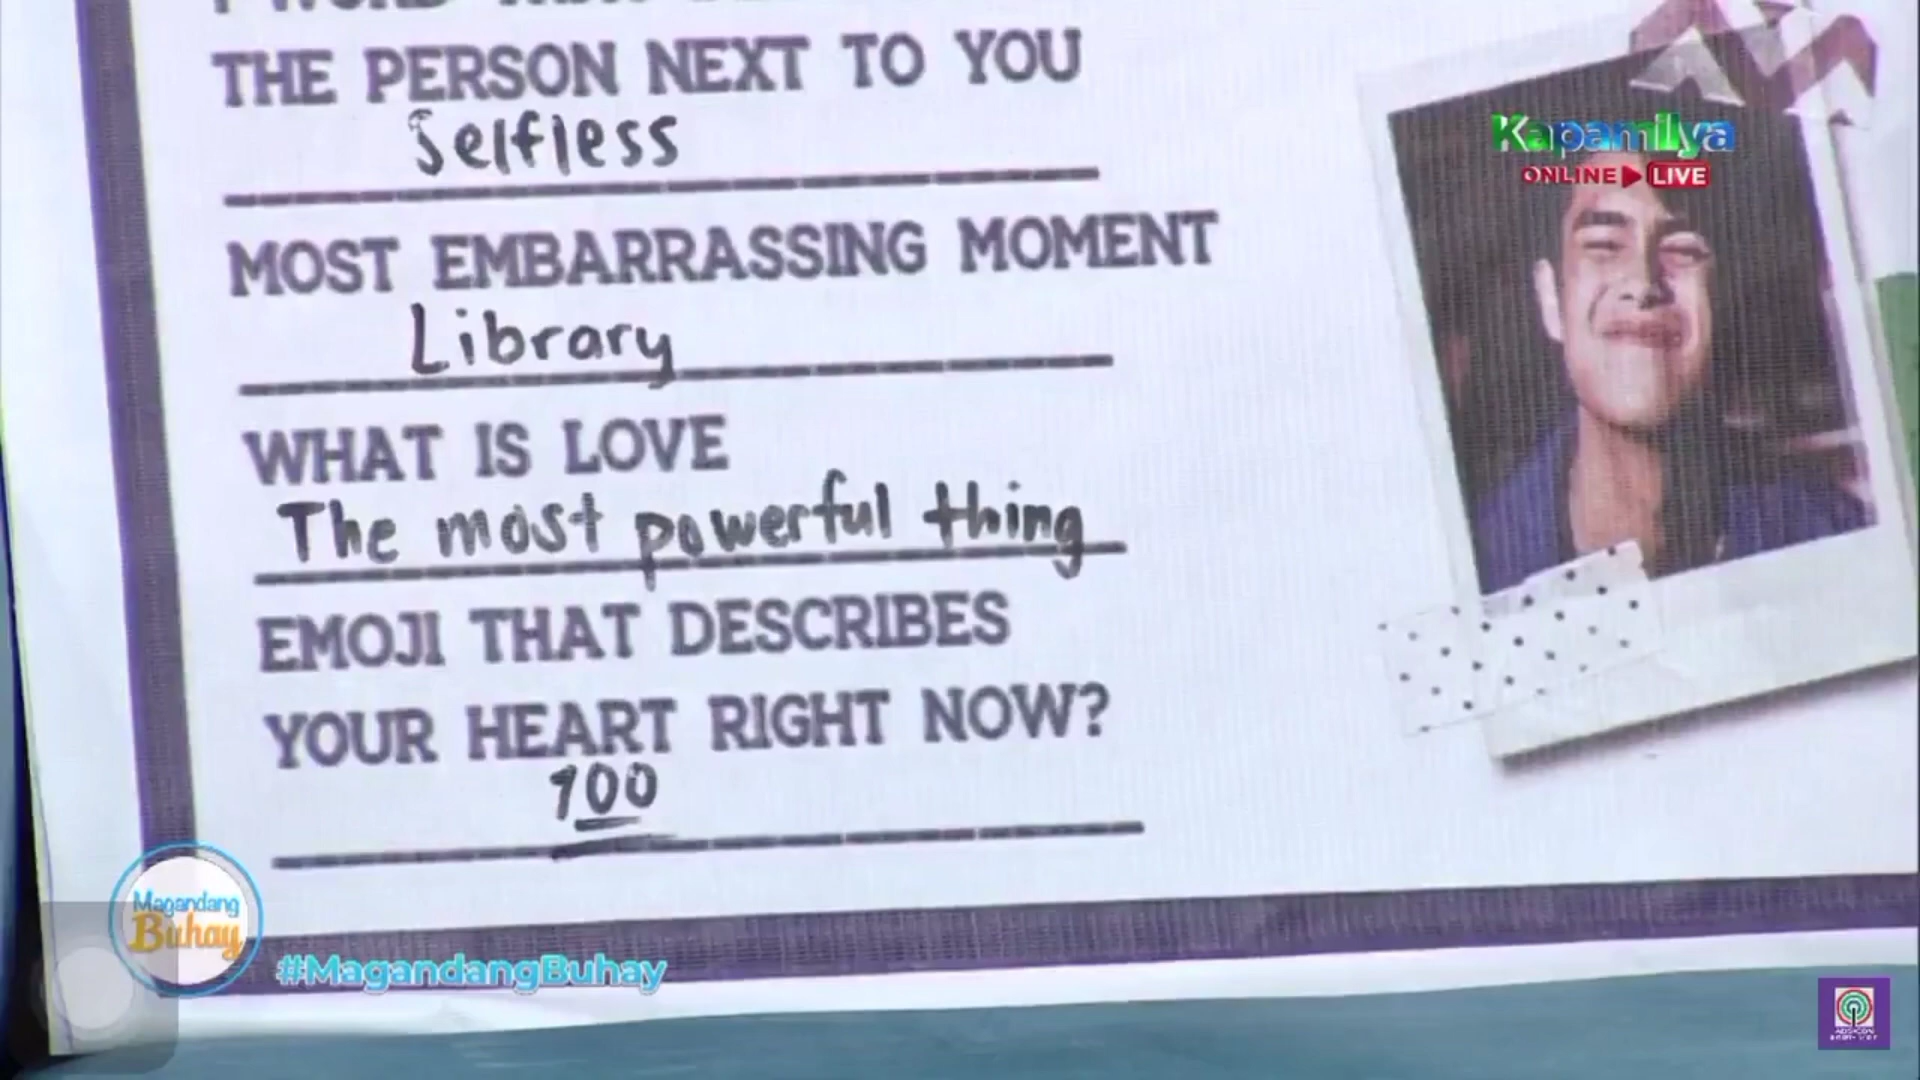 THE PERSON NEXT TO YOU
Selfless
MOST EMBARRASSING MOMENT
Library
WHAT IS LOVE
The most powerful thing
EMOJI THAT DESCRIBES
YOUR HEART RIGHT NOW?
100
Kapamilya
ONLINE LIVE
Magandang
Buhay
#MagandangBuhay